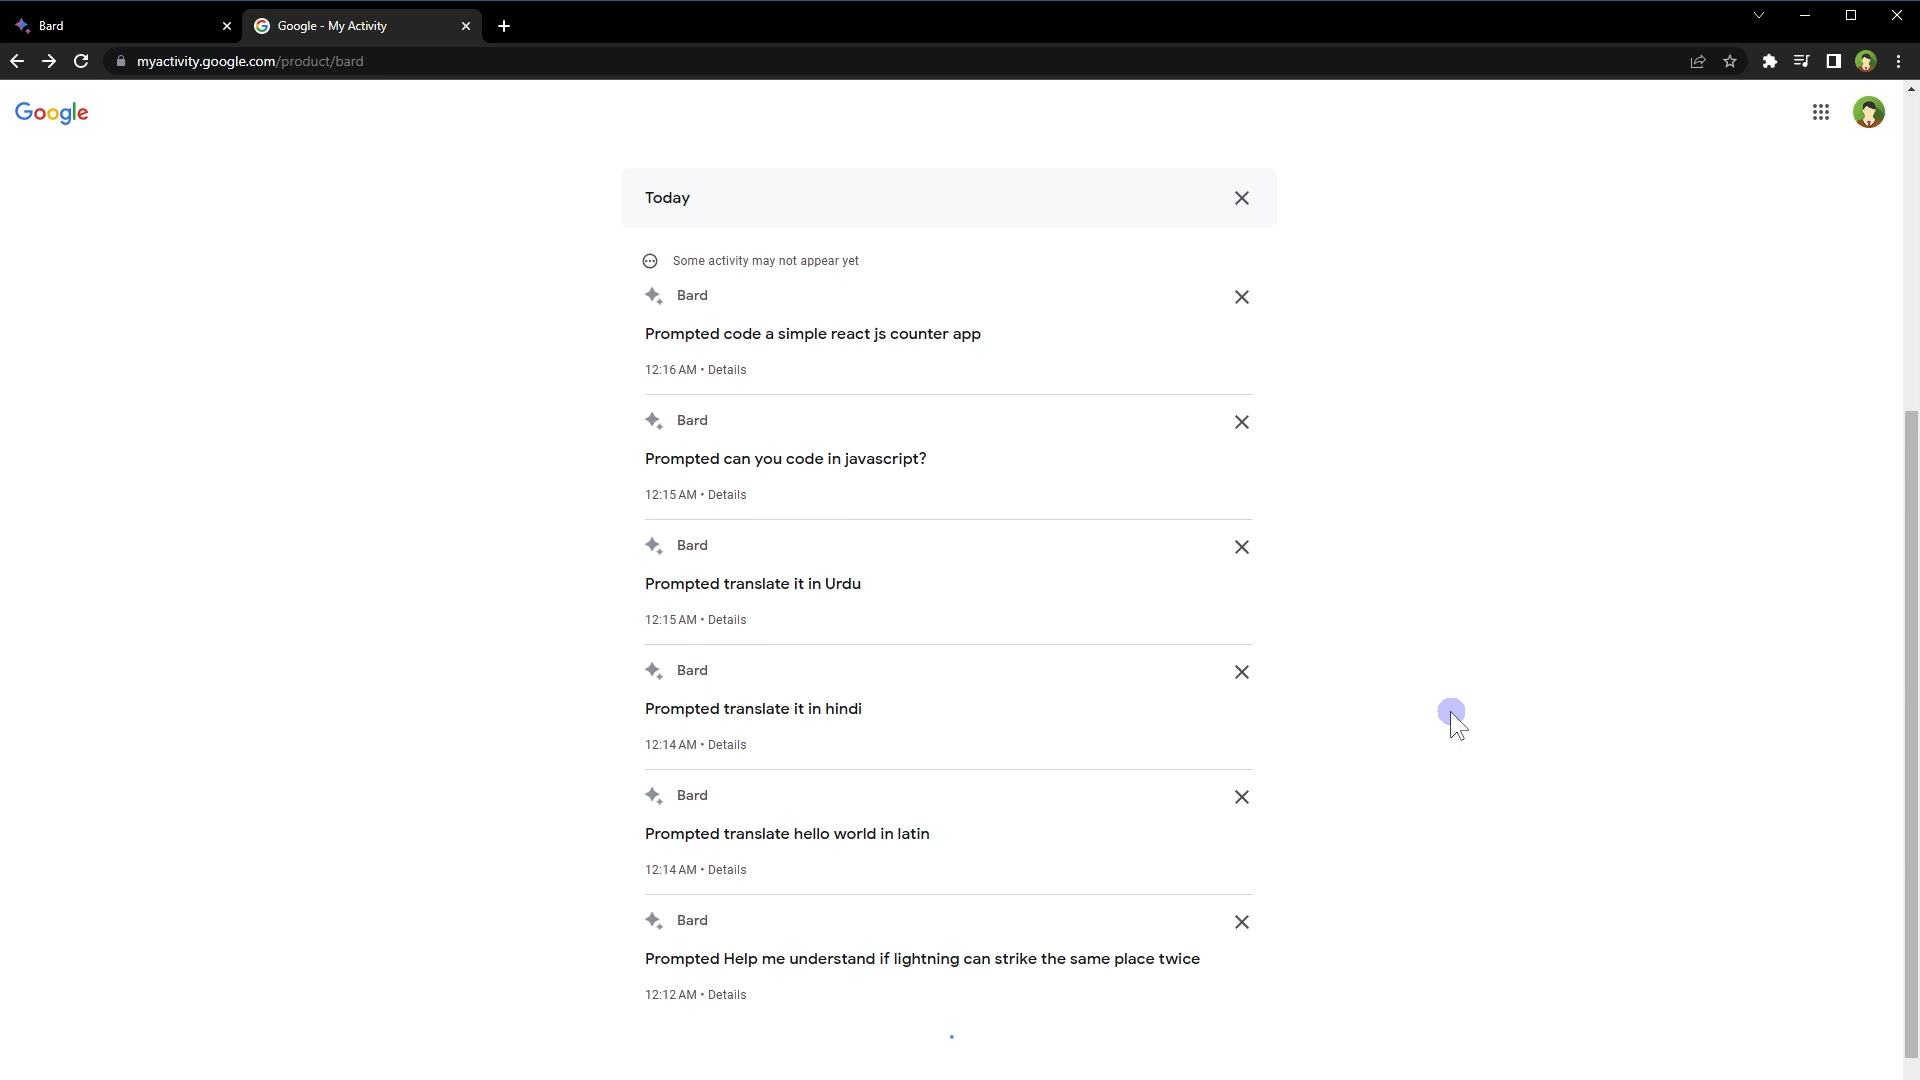 Bard
Google - My Activity
myactivity.google.com/product/bard
Google
Today
Some activity may not appear yet
Bard
Prompted code a simple react js counter app
12:16 AM • Details
Bard
Prompted can you code in javascript?
12:15 AM • Details
Bard
Prompted translate it in Urdu
12:15 AM • Details
Bard
Prompted translate it in hindi
12:14 AM • Details
Bard
Prompted translate hello world in latin
12:14 AM • Details
Bard
Prompted Help me understand if lightning can strike the same place twice
12:12 AM • Details